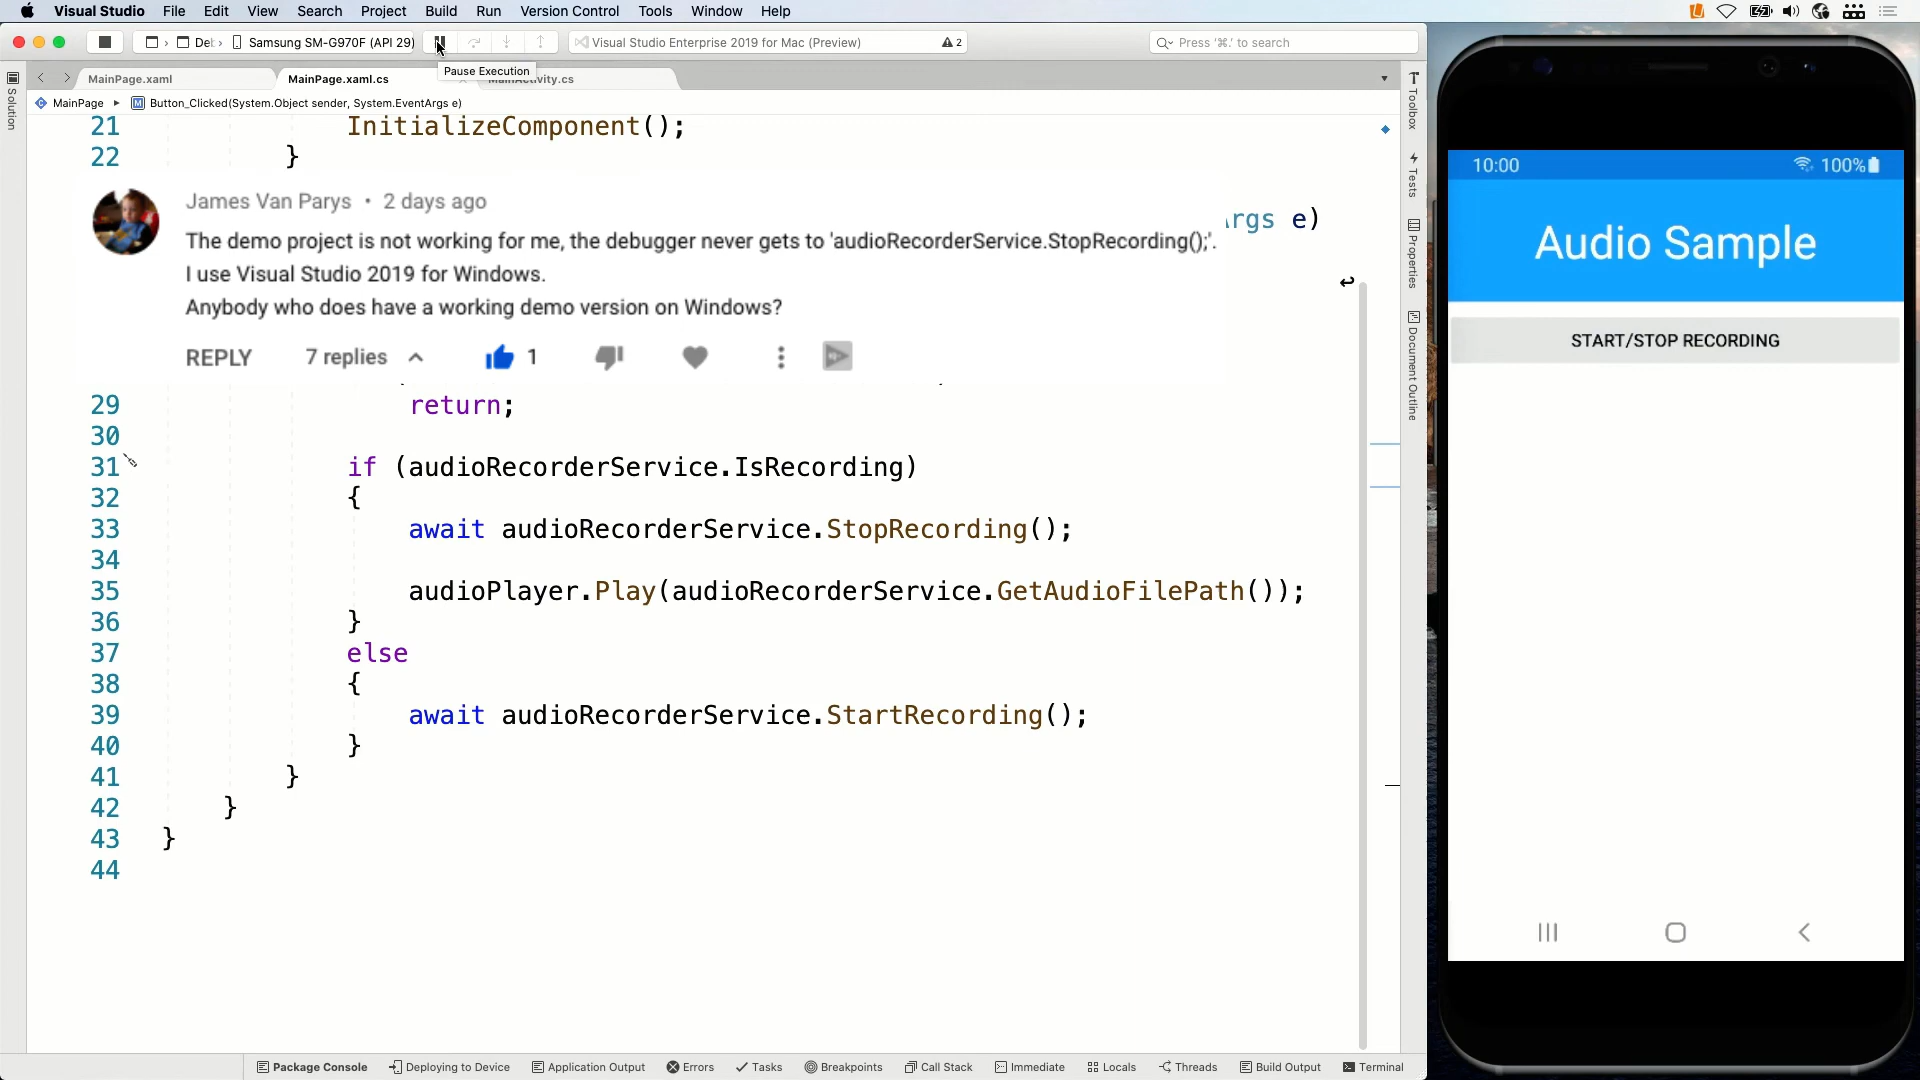 Visual Studio File Edit View Search Project Build Run Version Control Tools Window Help
Samsung SM-G970F (API 29) Visual Studio Enterprise 2019 for Mac (Preview) 2 Press '⌘.' to search
Pause Execution
MainPage.xaml MainPage.xaml.cs MainActivity.cs
MainPage Button_Clicked(System.Object sender, System.EventArgs e)
Solution
21 InitializeComponent();
22 }
James Van Parys • 2 days ago
Args e)
The demo project is not working for me, the debugger never gets to 'audioRecorderService.StopRecording();'.
I use Visual Studio 2019 for Windows.
Anybody who does have a working demo version on Windows?
REPLY 7 replies 1
29 return;
30
31 if (audioRecorderService.IsRecording)
32 {
33 await audioRecorderService.StopRecording();
34
35 audioPlayer.Play(audioRecorderService.GetAudioFilePath());
36 }
37 else
38 {
39 await audioRecorderService.StartRecording();
40 }
41 }
42 }
43 }
44
Toolbox
Tests
Properties
Document Outline
10:00 100%
Audio Sample
START/STOP RECORDING
Package Console Deploying to Device Application Output Errors Tasks Breakpoints Call Stack Immediate Locals Threads Build Output Terminal